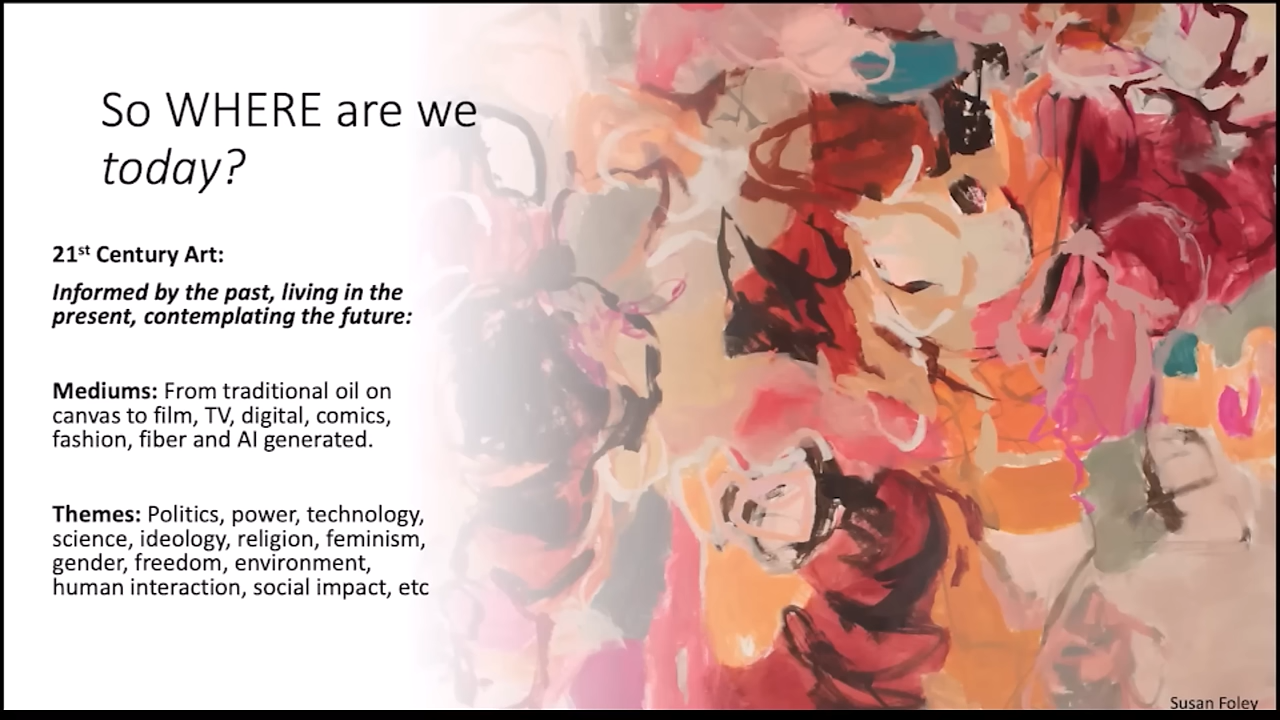 So WHERE are we
today?
21st Century Art:
Informed by the past, living in the
present, contemplating the future:
Mediums: From traditional oil on
canvas to film, TV, digital, comics,
fashion, fiber and AI generated.
Themes: Politics, power, technology,
science, ideology, religion, feminism,
gender, freedom, environment,
human interaction, social impact, etc
Susan Foley